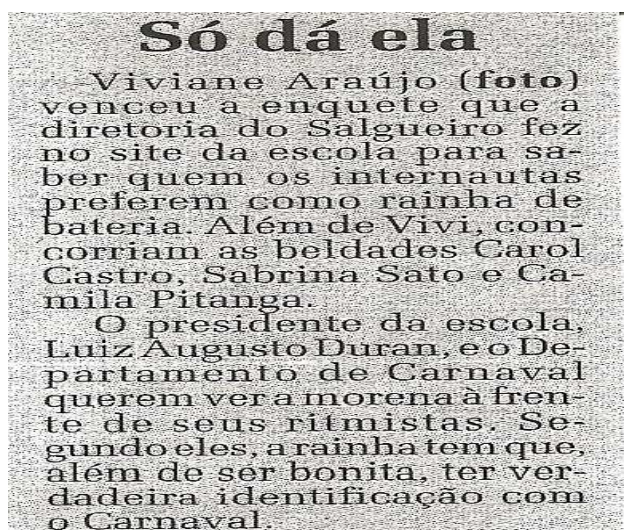 Só dá ela
Viviane Araújo (foto)
venceu a enquete que a
diretoria do Salgueiro fez
no site da escola para sa-
ber quem os internautas
preferem como rainha de
bateria. Além de Vivi, con-
corriam as beldades Carol
Castro, Sabrina Sato e Ca-
mila Pitanga.
O presidente da escola,
Luiz Augusto Duran, e o De-
partamento de Carnaval
querem ver a morena à fren-
te de seus ritmistas. Se-
gundo eles, a rainha tem que,
além de ser bonita, ter ver-
dadeira identificação com
o Carnaval.